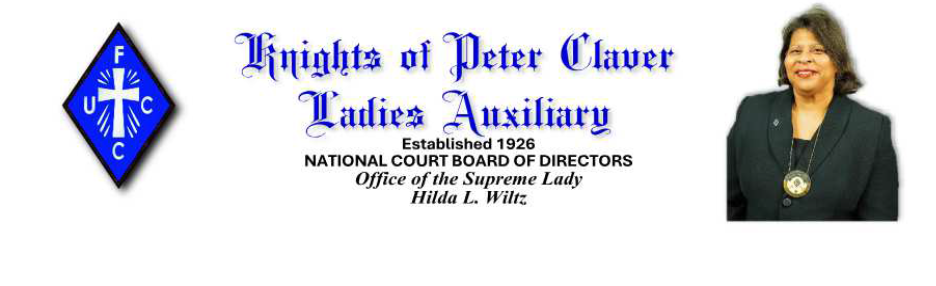 F
U C C
C
Knights of Peter Claver
Ladies Auxiliary
Established 1926
NATIONAL COURT BOARD OF DIRECTORS
Office of the Supreme Lady
Hilda L. Wiltz